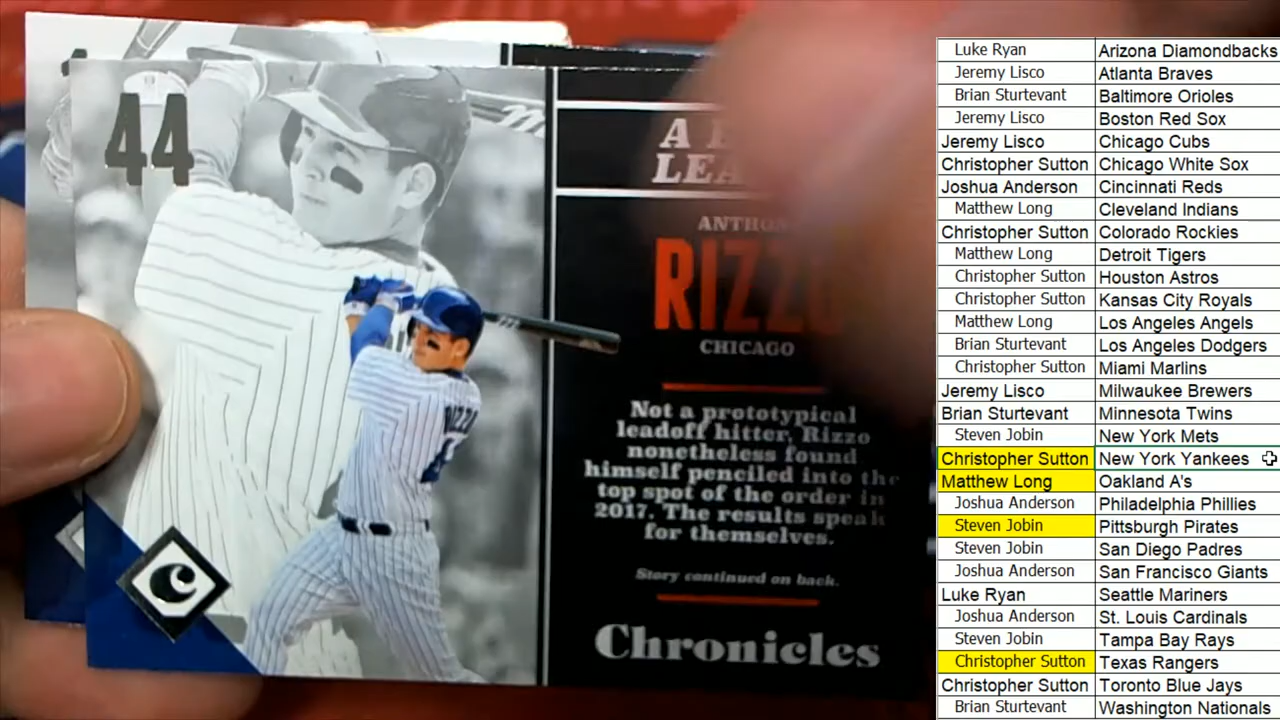 44
A
LEA
ANTHON
RIZZ
CHICAGO
Not a prototypical
leadoff hitter, Rizzo
nonetheless found
himself penciled into the
top spot of the order in
2017. The results speak
for themselves.
Story continued on back.
Chronicles
C
RIZZO
Luke Ryan Arizona Diamondbacks
Jeremy Lisco Atlanta Braves
Brian Sturtevant Baltimore Orioles
Jeremy Lisco Boston Red Sox
Jeremy Lisco Chicago Cubs
Christopher Sutton Chicago White Sox
Joshua Anderson Cincinnati Reds
Matthew Long Cleveland Indians
Christopher Sutton Colorado Rockies
Matthew Long Detroit Tigers
Christopher Sutton Houston Astros
Christopher Sutton Kansas City Royals
Matthew Long Los Angeles Angels
Brian Sturtevant Los Angeles Dodgers
Christopher Sutton Miami Marlins
Jeremy Lisco Milwaukee Brewers
Brian Sturtevant Minnesota Twins
Steven Jobin New York Mets
Christopher Sutton New York Yankees
Matthew Long Oakland A's
Joshua Anderson Philadelphia Phillies
Steven Jobin Pittsburgh Pirates
Steven Jobin San Diego Padres
Joshua Anderson San Francisco Giants
Luke Ryan Seattle Mariners
Joshua Anderson St. Louis Cardinals
Steven Jobin Tampa Bay Rays
Christopher Sutton Texas Rangers
Christopher Sutton Toronto Blue Jays
Brian Sturtevant Washington Nationals